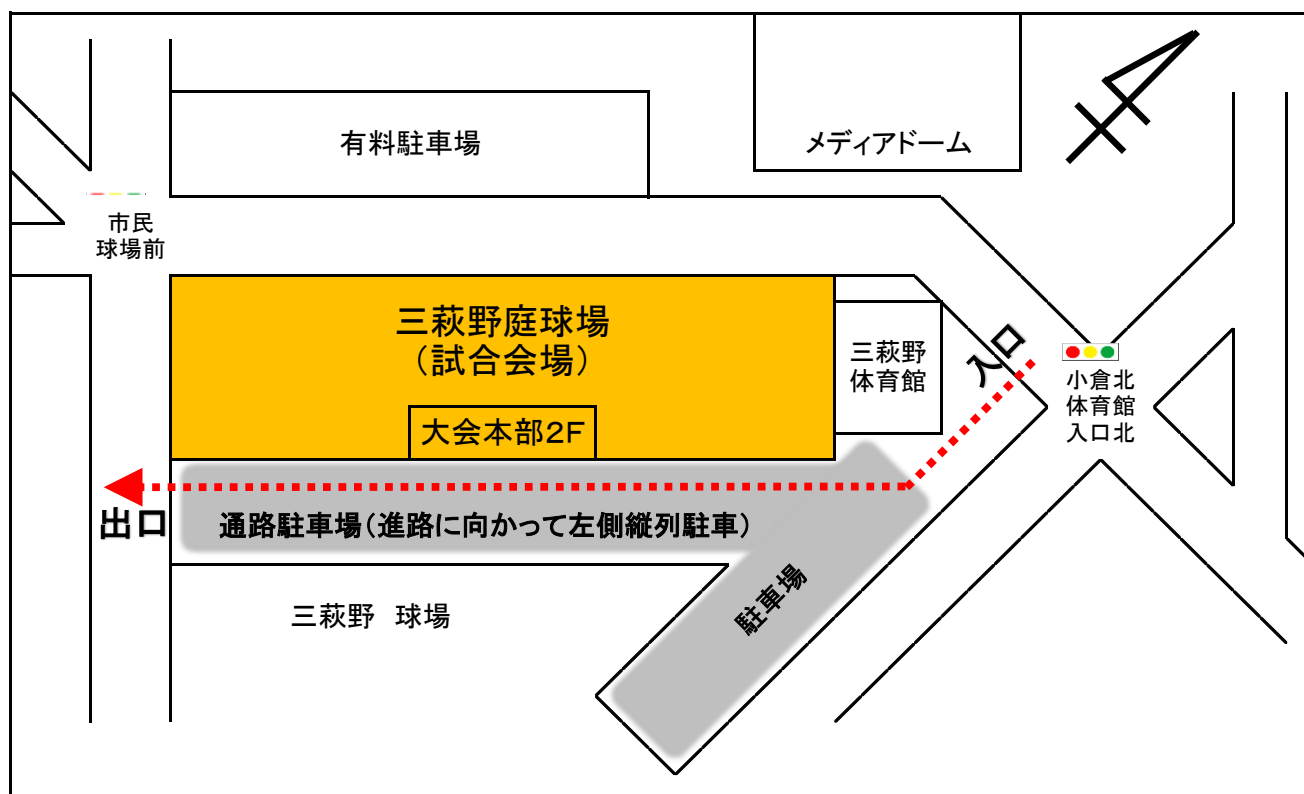 有料駐車場
メディアドーム
市民
球場前
三萩野庭球場
(試合会場)
大会本部2F
三萩野
体育館
入口
小倉北
体育館
入口北
出口
通路駐車場(進路に向かって左側縦列駐車)
駐車場
三萩野 球場